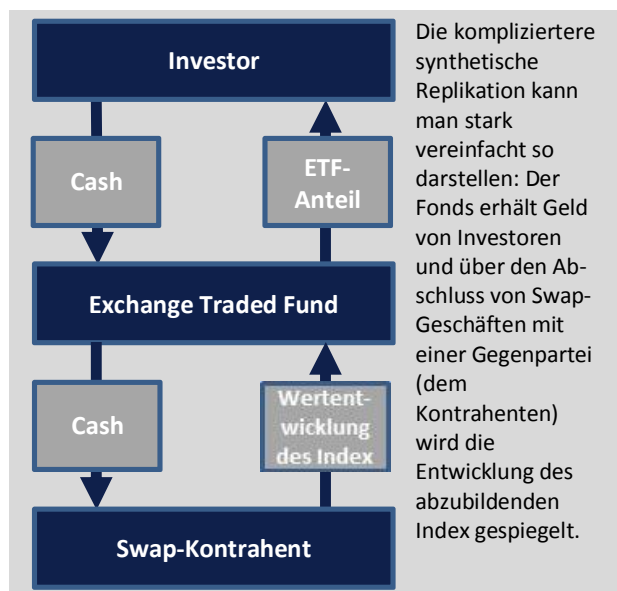 Investor
Cash
ETF-
Anteil
Exchange Traded Fund
Cash
Wertent-
wicklung
des Index
Swap-Kontrahent
Die kompliziertere
synthetische
Replikation kann
man stark
vereinfacht so
darstellen: Der
Fonds erhält Geld
von Investoren
und über den Ab-
schluss von Swap-
Geschäften mit
einer Gegenpartei
(dem
Kontrahenten)
wird die
Entwicklung des
abzubildenden
Index gespiegelt.